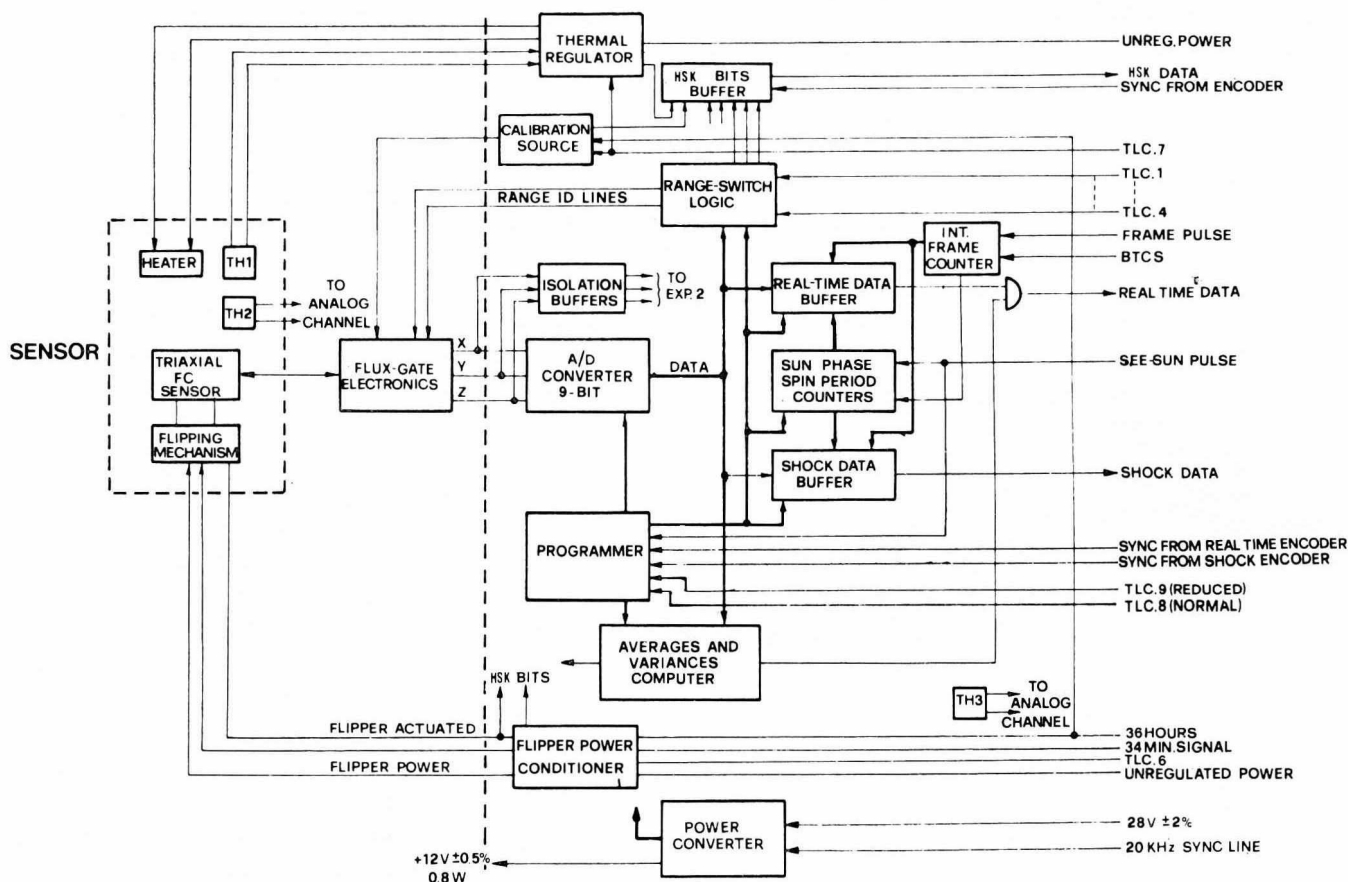 THERMAL
REGULATOR
UNREG. POWER
HSK BITS
BUFFER
HSK DATA
SYNC FROM ENCODER
CALIBRATION
SOURCE
TLC.7
TLC.1
RANGE-SWITCH
LOGIC
RANGE ID LINES
TLC.4
INT.
FRAME
COUNTER
FRAME PULSE
BTCS
HEATER
TH1
TO
ANALOG
CHANNEL
TH2
ISOLATION
BUFFERS
TO
EXP. 2
REAL-TIME DATA
BUFFER
REAL TIME DATA
SENSOR
TRIAXIAL
FC SENSOR
FLUX-GATE
ELECTRONICS
X
Y
Z
A/D
CONVERTER
9-BIT
DATA
SUN PHASE
SPIN PERIOD
COUNTERS
SEE-SUN PULSE
FLIPPING
MECHANISM
SHOCK DATA
BUFFER
SHOCK DATA
PROGRAMMER
SYNC FROM REAL TIME ENCODER
SYNC FROM SHOCK ENCODER
TLC.9 (REDUCED)
TLC.8 (NORMAL)
AVERAGES AND
VARIANCES
COMPUTER
HSK BITS
TH3
TO
ANALOG
CHANNEL
FLIPPER ACTUATED
FLIPPER POWER
CONDITIONER
FLIPPER POWER
36 HOURS
34 MIN. SIGNAL
TLC.6
UNREGULATED POWER
POWER
CONVERTER
28V ±2%
20 KHz SYNC LINE
+12V ±0.5%
0.8W